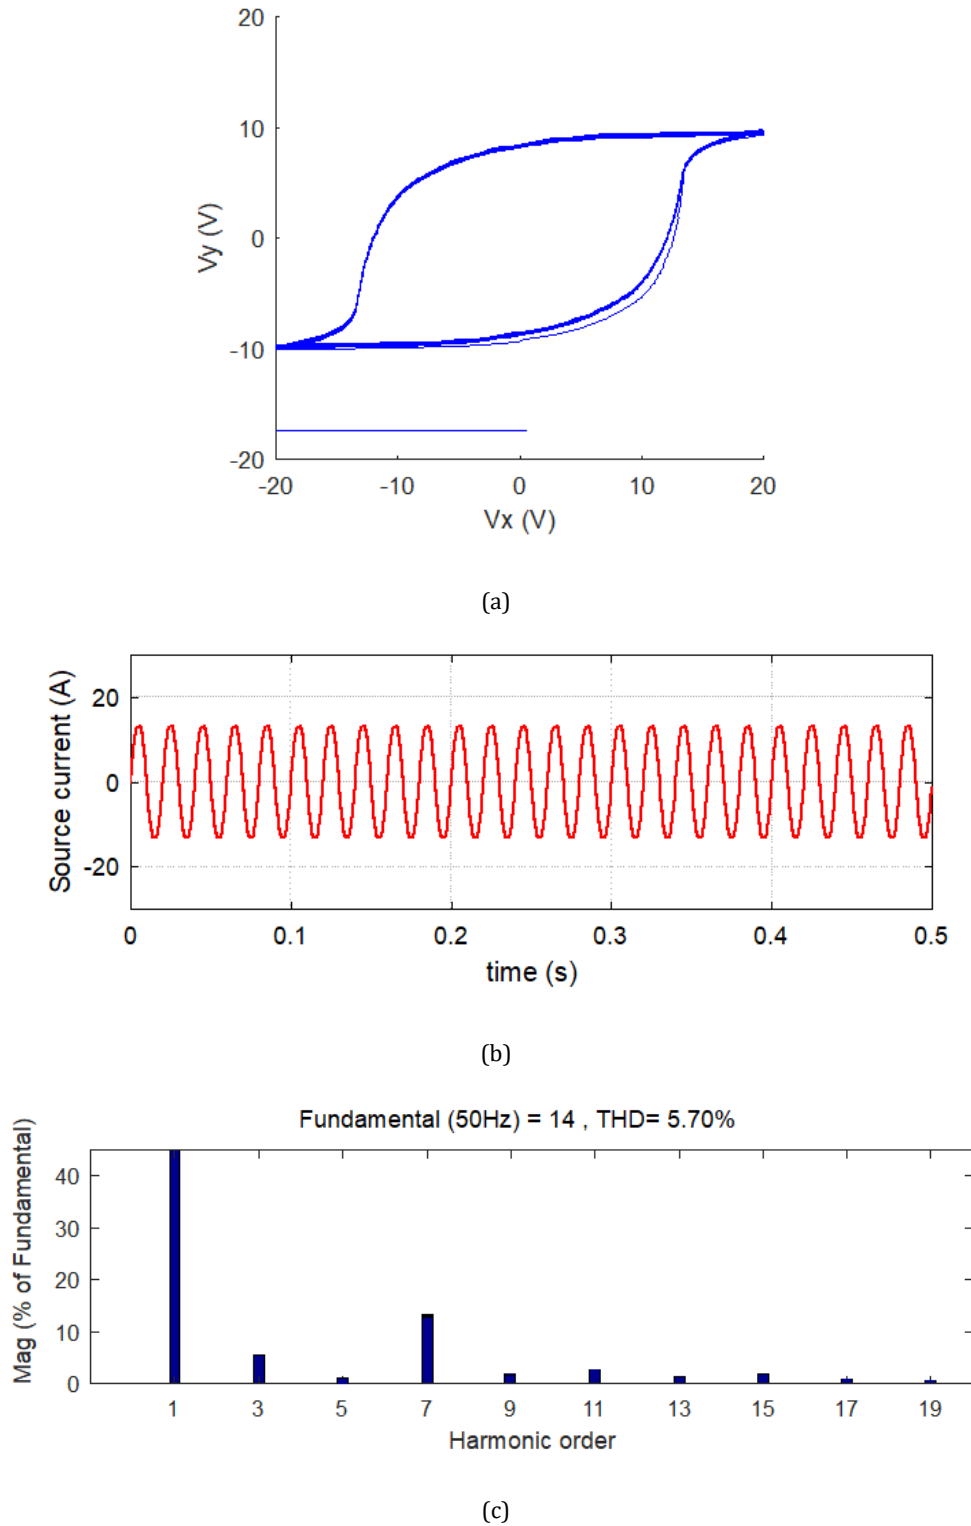 20
10
0
-10
-20
Vy (V)
-20 -10 0 10 20
Vx (V)
(a)
20
0
-20
Source current (A)
0 0.1 0.2 0.3 0.4 0.5
time (s)
(b)
Fundamental (50Hz) = 14 , THD= 5.70%
40
30
20
10
0
Mag (% of Fundamental)
1 3 5 7 9 11 13 15 17 19
Harmonic order
(c)